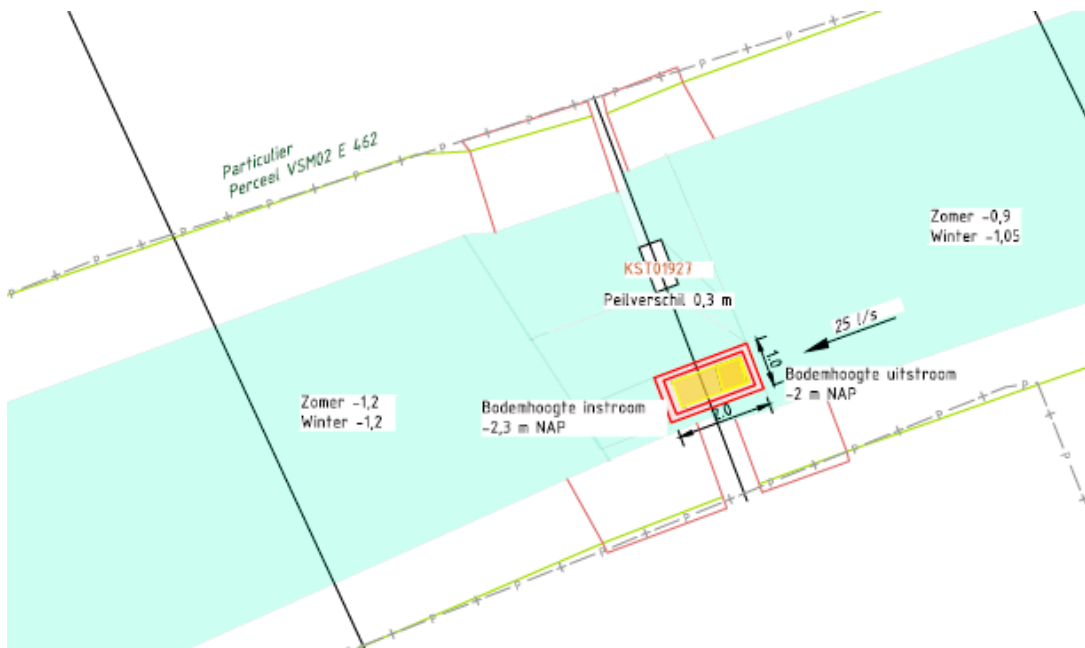 Particulier
Perceel VSM02 E 462
Zomer -0,9
Winter -1,05
KST01927
Peilverschil 0,3 m
25 l/s
1.0
Bodemhoogte uitstroom
-2 m NAP
Zomer -1,2
Winter -1,2
Bodemhoogte instroom
-2,3 m NAP
2.0